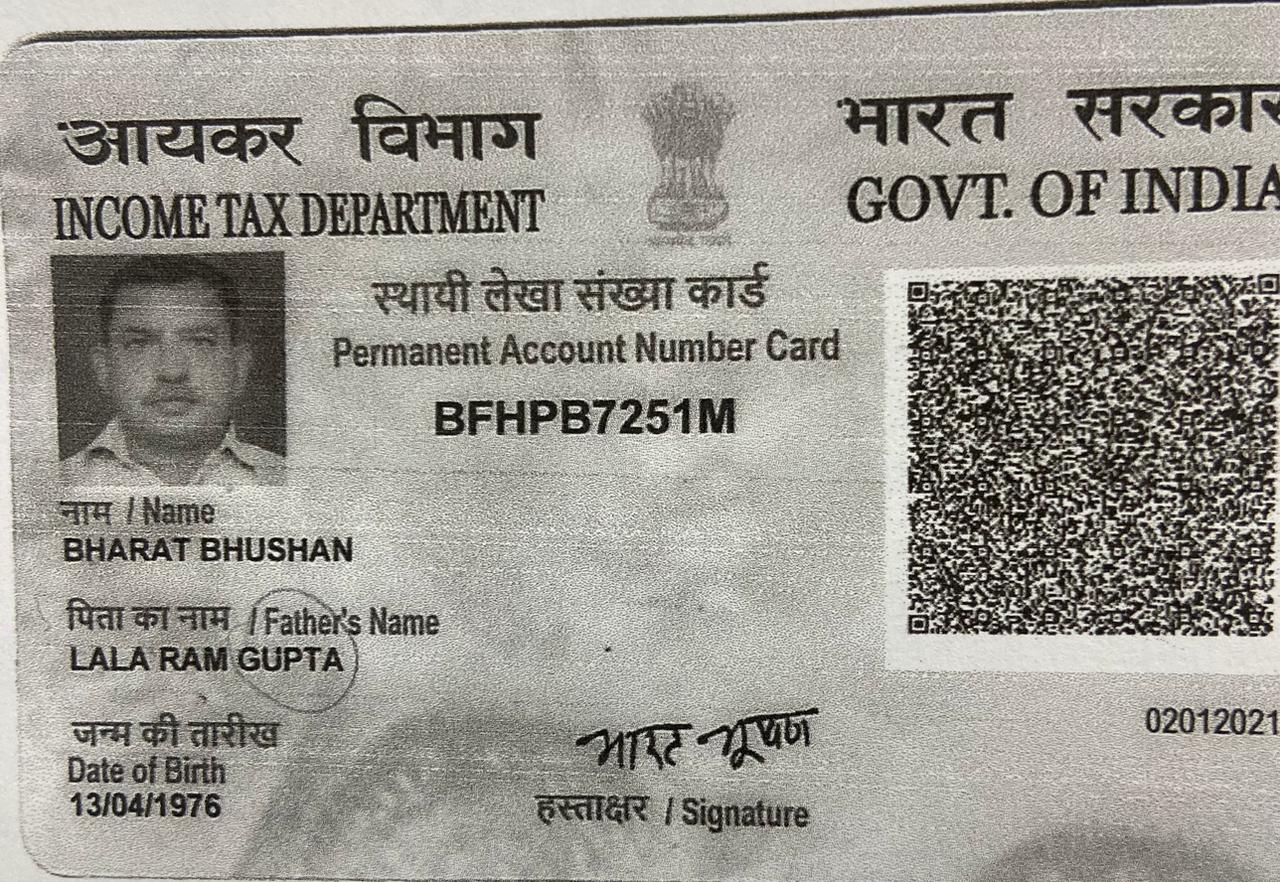 आयकर विभाग
INCOME TAX DEPARTMENT
भारत सरकार
GOVT. OF INDIA
स्थायी लेखा संख्या कार्ड
Permanent Account Number Card
BFHPB7251M
नाम / Name
BHARAT BHUSHAN
पिता का नाम / Father's Name
LALA RAM GUPTA
जन्म की तारीख
Date of Birth
13/04/1976
भारत भूषण
हस्ताक्षर / Signature
02012021